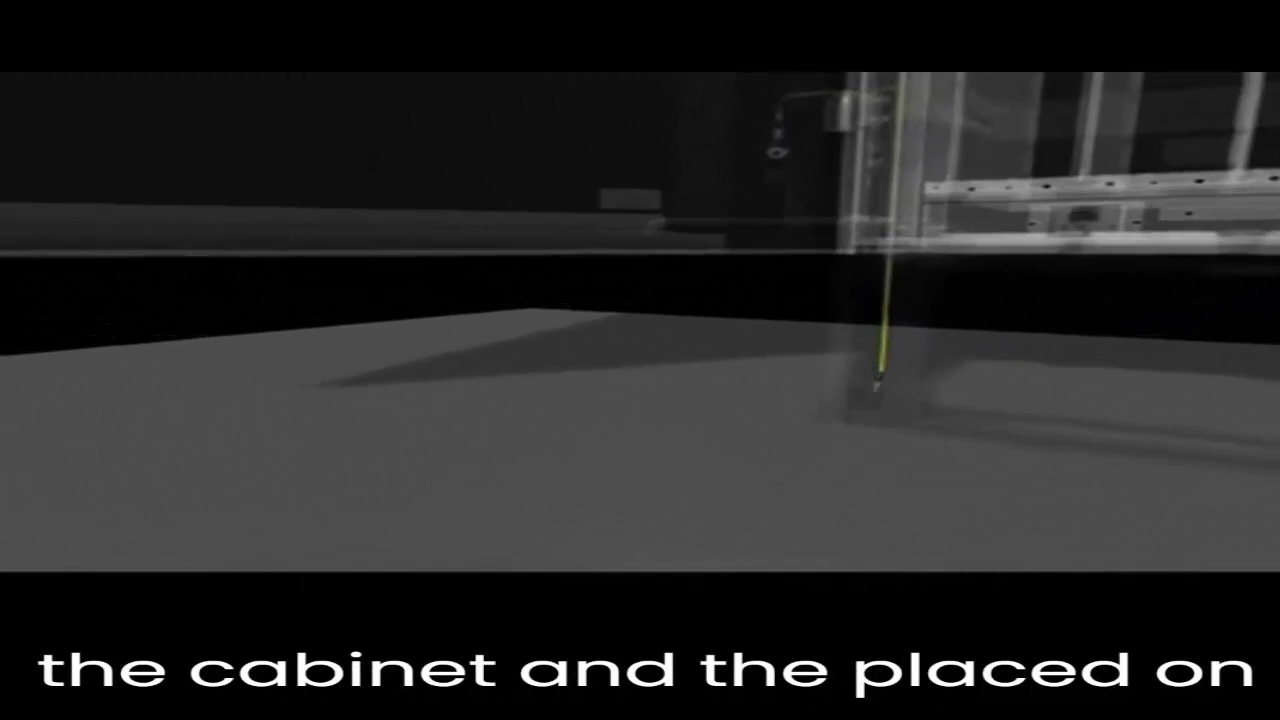 the cabinet and the placed on